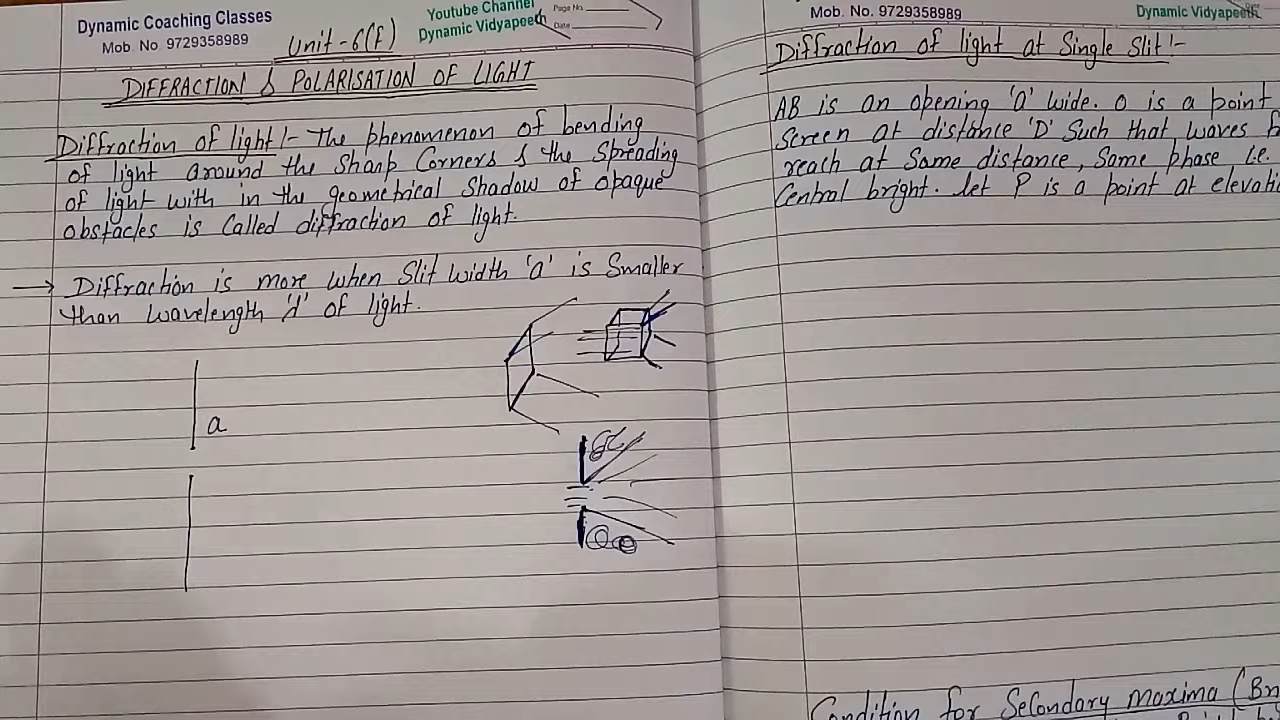 Dynamic Coaching Classes
Mob. No 9729358989
Youtube Channel
Dynamic Vidyapeeth
Page No.
Date
Unit-6(F)
DIFFRACTION & POLARISATION OF LIGHT
Diffraction of light :- The phenomenon of bending
of light around the sharp Corners & the Spreading
of light with in the geometrical Shadow of opaque
obstacles is Called diffraction of light.
→ Diffraction is more when Slit width 'a' is Smaller
than wavelength 'λ' of light.
a
Mob. No. 9729358989
Dynamic Vidyapeeth
Diffraction of light at Single Slit :-
AB is an opening 'a' wide. O is a point
Screen at distance 'D' Such that waves
reach at Same distance, Same phase i.e.
Central bright. Let P is a point at elevati
Condition for Secondary maxima (Br